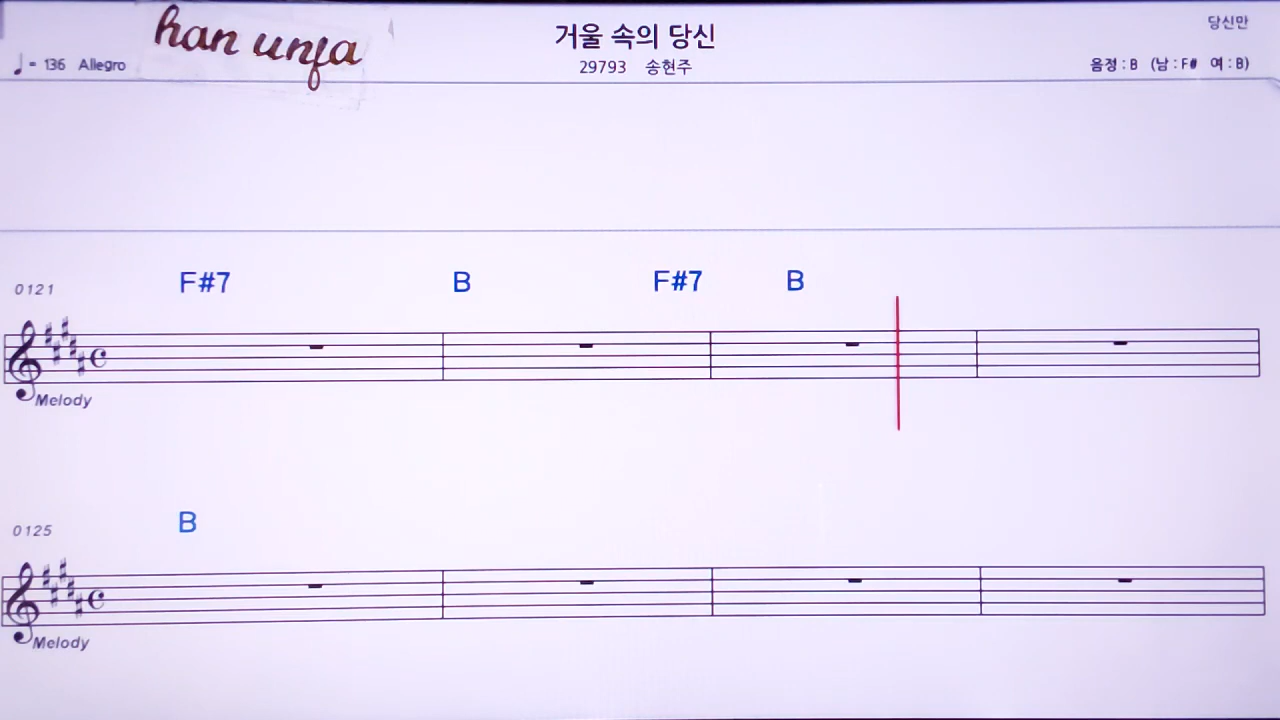 han unfa
거울 속의 당신
당신만
♩= 136 Allegro
29793 송현주
음정 : B (남 : F# 여 : B)
0121
F#7 B F#7 B
Melody
0125
B
Melody